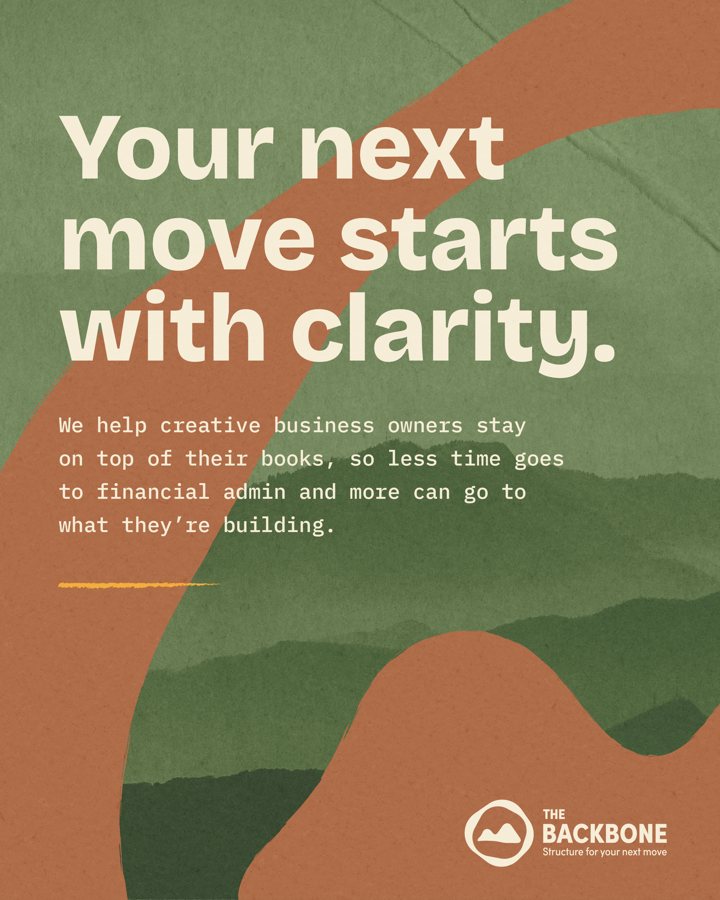 Your next
move starts
with clarity.
We help creative business owners stay
on top of their books, so less time goes
to financial admin and more can go to
what they’re building.
THE
BACKBONE
Structure for your next move